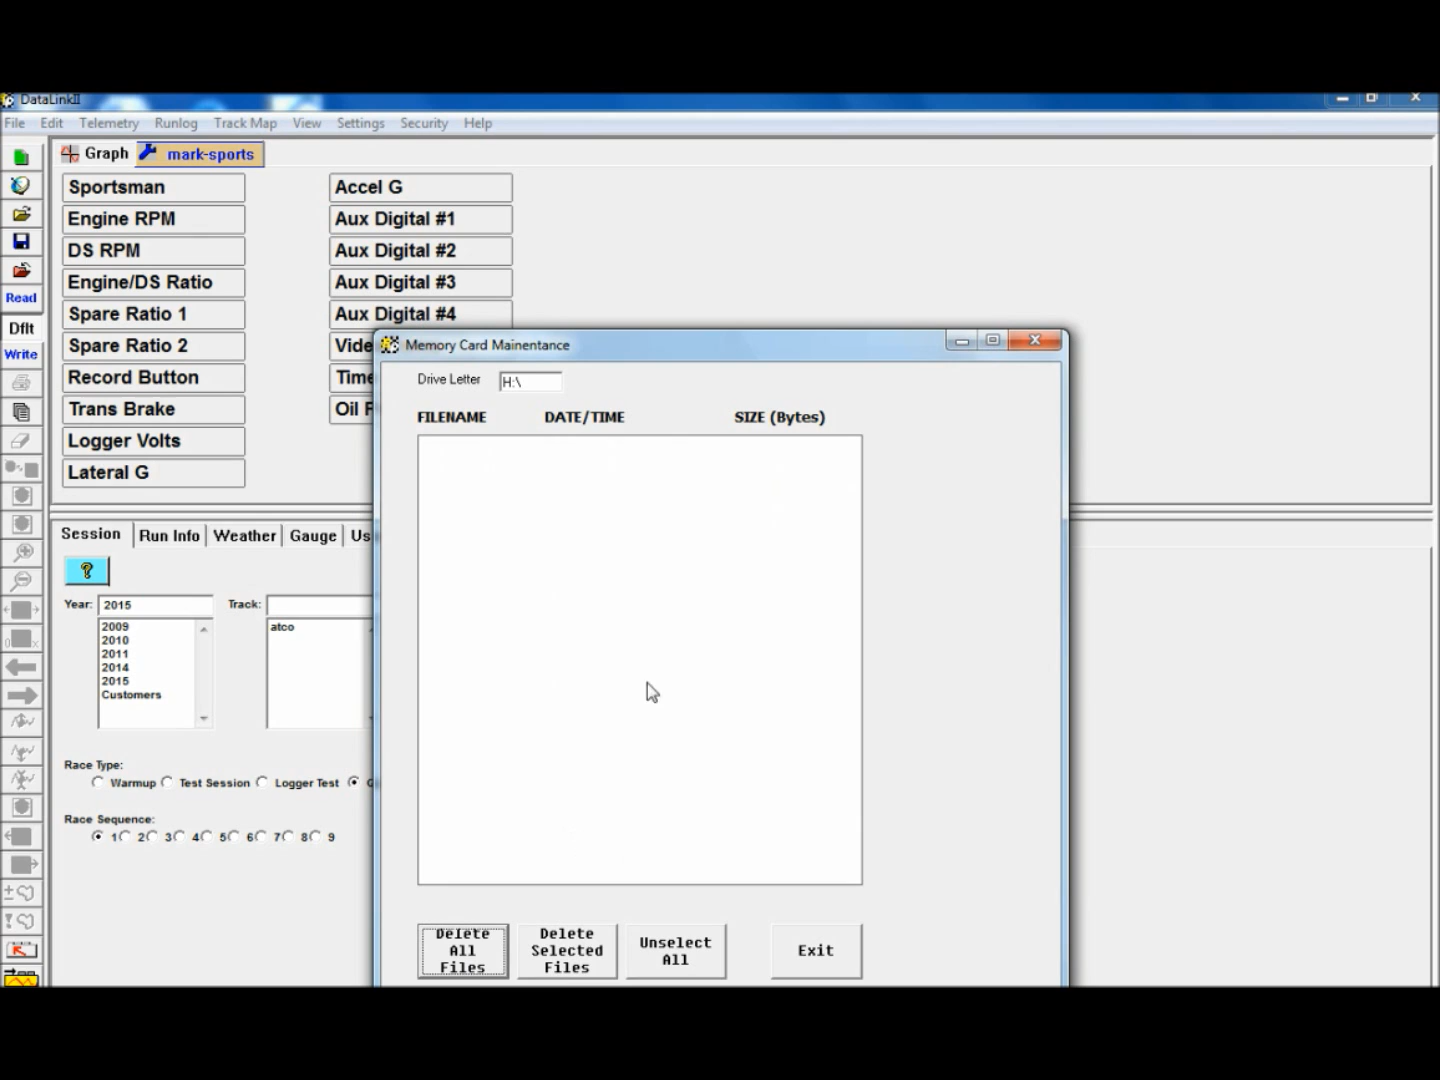 DataLinkII
File Edit Telemetry Runlog Track Map View Settings Security Help
Graph mark-sports
Sportsman
Engine RPM
DS RPM
Engine/DS Ratio
Spare Ratio 1
Spare Ratio 2
Record Button
Trans Brake
Logger Volts
Lateral G
Accel G
Aux Digital #1
Aux Digital #2
Aux Digital #3
Aux Digital #4
Vide
Time
Oil
Read
Dflt
Write
Memory Card Mainentance
Drive Letter H:\
FILENAME DATE/TIME SIZE (Bytes)
Delete All Files
Delete Selected Files
Unselect All
Exit
Session Run Info Weather Gauge Us
?
Year: 2015 Track:
2009
2010
2011
2014
2015
Customers
atco
Race Type:
Warmup Test Session Logger Test
Race Sequence:
1 2 3 4 5 6 7 8 9